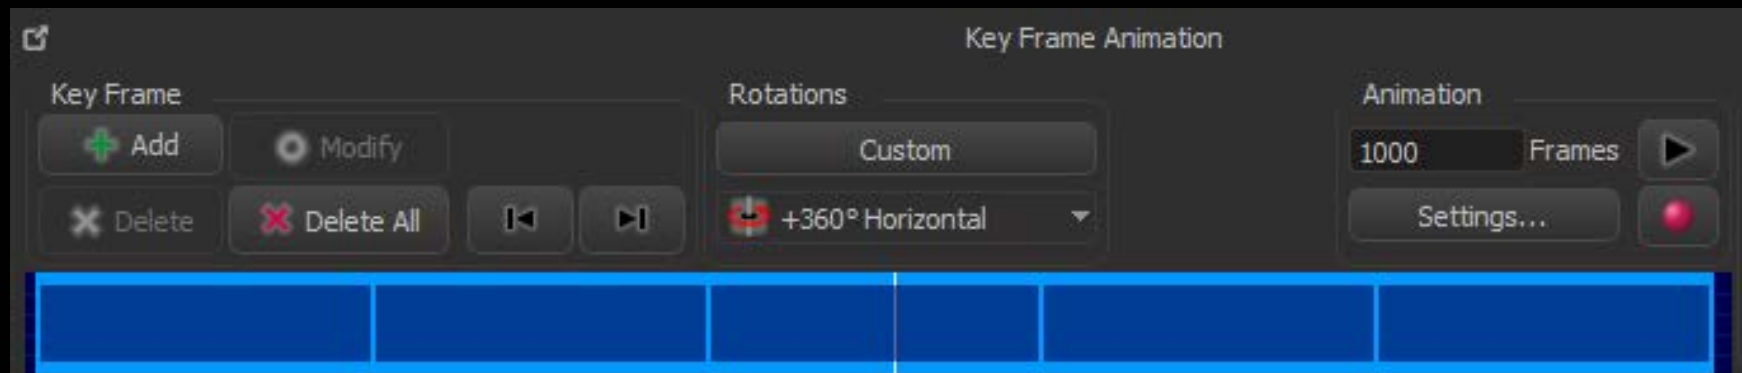 Key Frame Animation
Key Frame
Add
Modify
Delete
Delete All
Rotations
Custom
+360° Horizontal
Animation
1000 Frames
Settings...